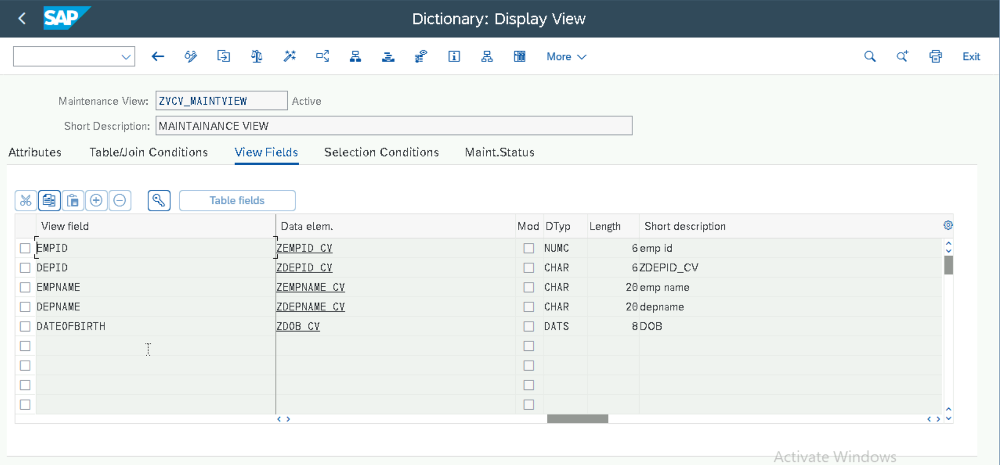 SAP Dictionary: Display View
More Exit
Maintenance View: ZVCV_MAINTVIEW Active
Short Description: MAINTAINANCE VIEW
Attributes Table/Join Conditions View Fields Selection Conditions Maint.Status
Table fields
View field Data elem. Mod DTyp Length Short description
EMPID ZEMPID_CV NUMC 6 emp id
DEPID ZDEPID_CV CHAR 6 ZDEPID_CV
EMPNAME ZEMPNAME_CV CHAR 20 emp name
DEPNAME ZDEPNAME_CV CHAR 20 depname
DATEOFBIRTH ZDOB_CV DATS 8 DOB
Activate Windows